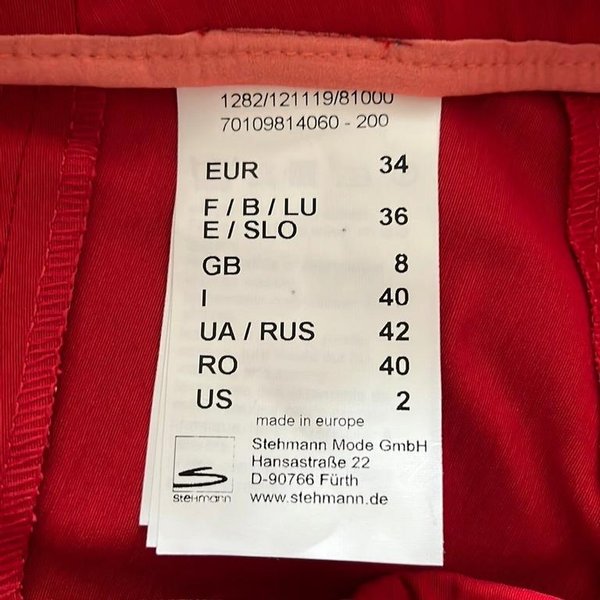 1282/121119/81000
70109814060 - 200
EUR 34
F / B / LU
E / SLO 36
GB 8
I 40
UA / RUS 42
RO 40
US 2
made in europe
Stehmann Mode GmbH
Hansastraße 22
D-90766 Fürth
www.stehmann.de
stehmann